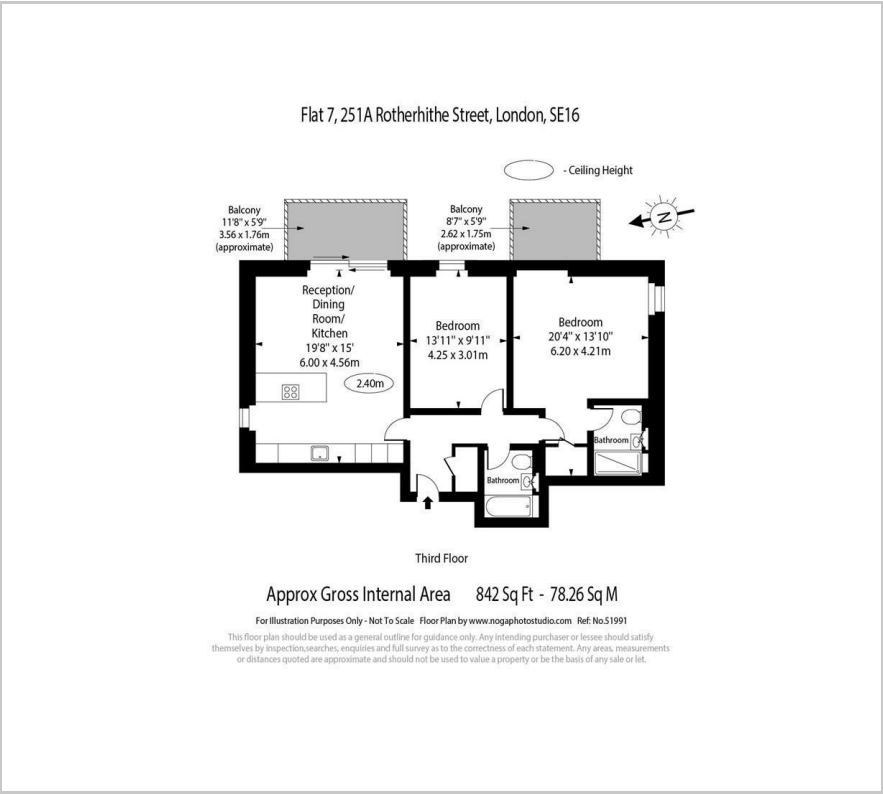 Flat 7, 251A Rotherhithe Street, London, SE16
- Ceiling Height
Balcony
11'8" x 5'9"
3.56 x 1.76m
(approximate)
Balcony
8'7" x 5'9"
2.62 x 1.75m
(approximate)
N
Reception/
Dining
Room/
Kitchen
19'8" x 15'
6.00 x 4.56m
2.40m
Bedroom
13'11" x 9'11"
4.25 x 3.01m
Bedroom
20'4" x 13'10"
6.20 x 4.21m
Bathroom
Bathroom
Third Floor
Approx Gross Internal Area 842 Sq Ft - 78.26 Sq M
For Illustration Purposes Only - Not To Scale Floor Plan by www.nogaphotostudio.com Ref: No.51991
This floor plan should be used as a general outline for guidance only. Any intending purchaser or lessee should satisfy
themselves by inspection,searches, enquiries and full survey as to the correctness of each statement. Any areas, measurements
or distances quoted are approximate and should not be used to value a property or be the basis of any sale or let.